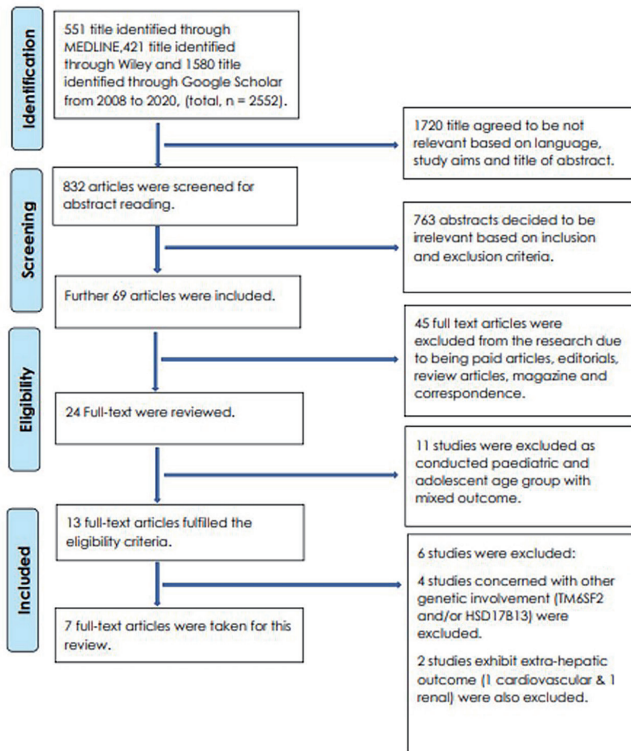 Identification
551 title identified through
MEDLINE,421 title identified
through Wiley and 1580 title
identified through Google Scholar
from 2008 to 2020, (total, n = 2552).
1720 title agreed to be not
relevant based on language,
study aims and title of abstract.
Screening
832 articles were screened for
abstract reading.
763 abstracts decided to be
irrelevant based on inclusion
and exclusion criteria.
Further 69 articles were included.
Eligibility
45 full text articles were
excluded from the research due
to being paid articles, editorials,
review articles, magazine and
correspondence.
24 Full-text were reviewed.
11 studies were excluded as
conducted paediatric and
adolescent age group with
mixed outcome.
Included
13 full-text articles fulfilled the
eligibility criteria.
6 studies were excluded:
4 studies concerned with other
genetic involvement (TM6SF2
and/or HSD17B13) were
excluded.
2 studies exhibit extra-hepatic
outcome (1 cardiovascular & 1
renal) were also excluded.
7 full-text articles were taken for this
review.